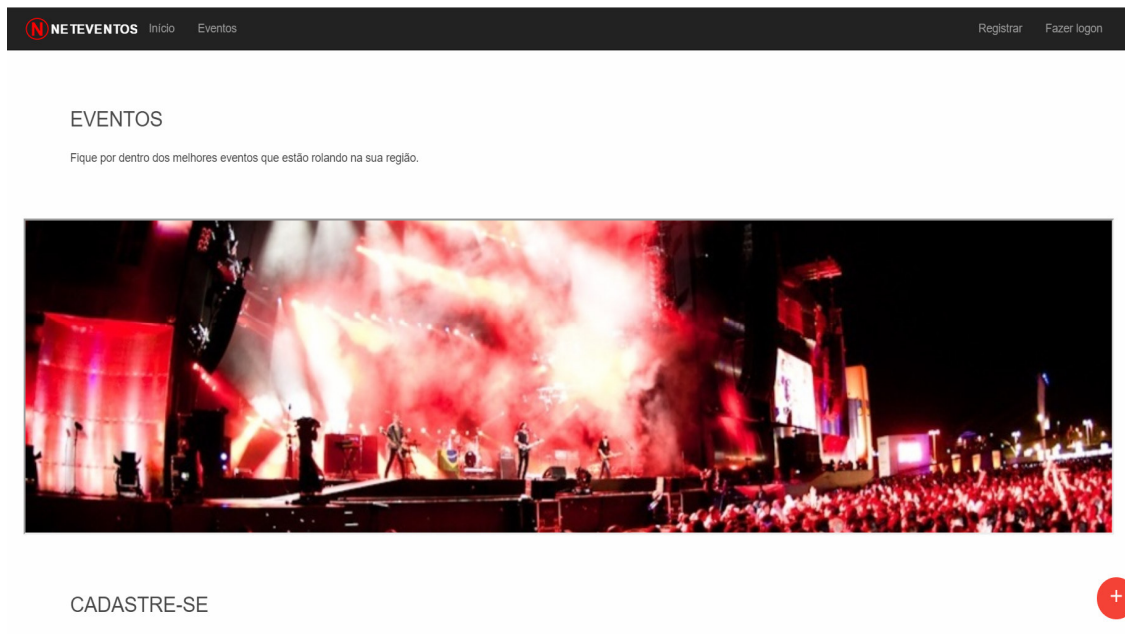 N NETEVENTOS Início Eventos Registrar Fazer logon
EVENTOS
Fique por dentro dos melhores eventos que estão rolando na sua região.
CADASTRE-SE
+